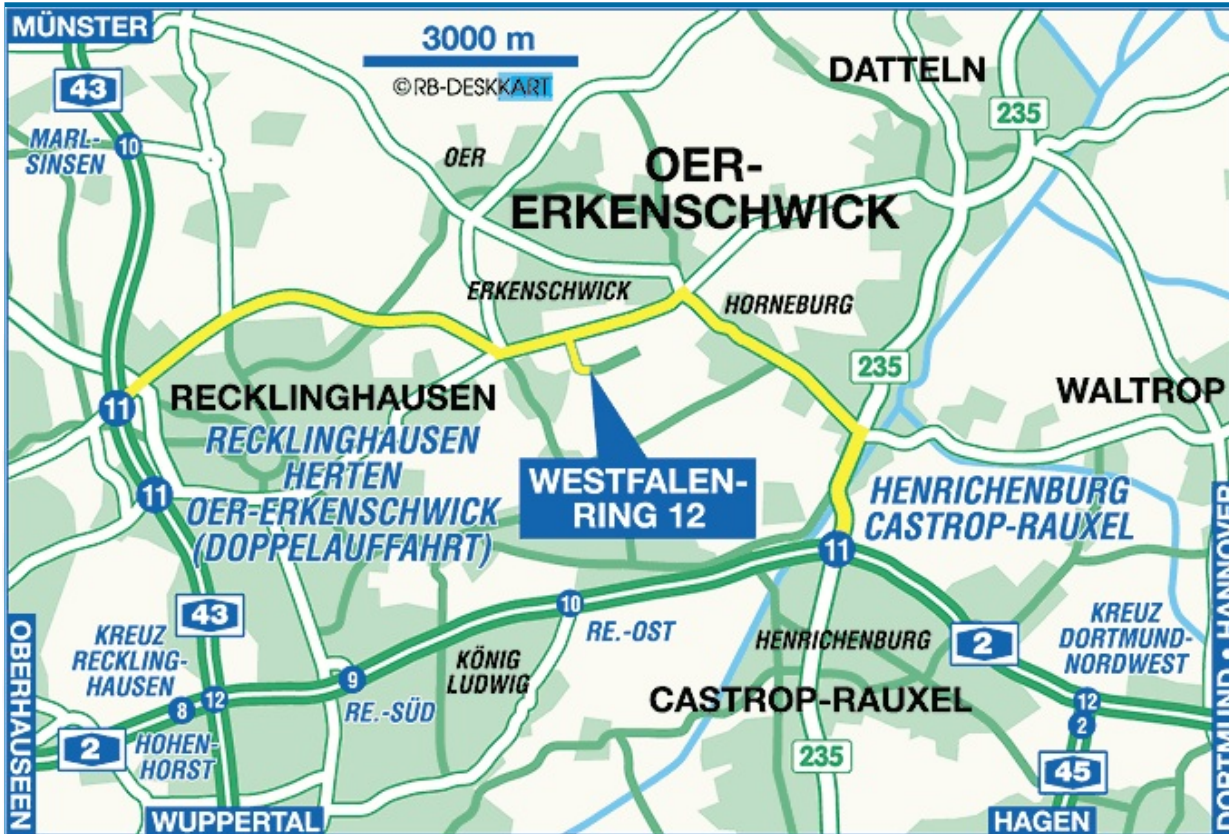 MÜNSTER
3000 m
©RB-DESKKART
DATTELN
43
235
MARL-
SINSEN
10
OER
OER-
ERKENSCHWICK
ERKENSCHWICK
HORNEBURG
235
WALTROP
11
RECKLINGHAUSEN
RECKLINGHAUSEN
HERTEN
OER-ERKENSCHWICK
(DOPPELAUFFAHRT)
11
WESTFALEN-
RING 12
HENRICHENBURG
CASTROP-RAUXEL
11
43
10
RE.-OST
HENRICHENBURG
2
KREUZ
DORTMUND-
NORDWEST
KREUZ
RECKLING-
HAUSEN
KÖNIG
LUDWIG
9
RE.-SÜD
CASTROP-RAUXEL
8
12
12
2
2
HOHEN-
HORST
235
45
OBERHAUSEEN
WUPPERTAL
HAGEN
DORTMUND • HANNOVER